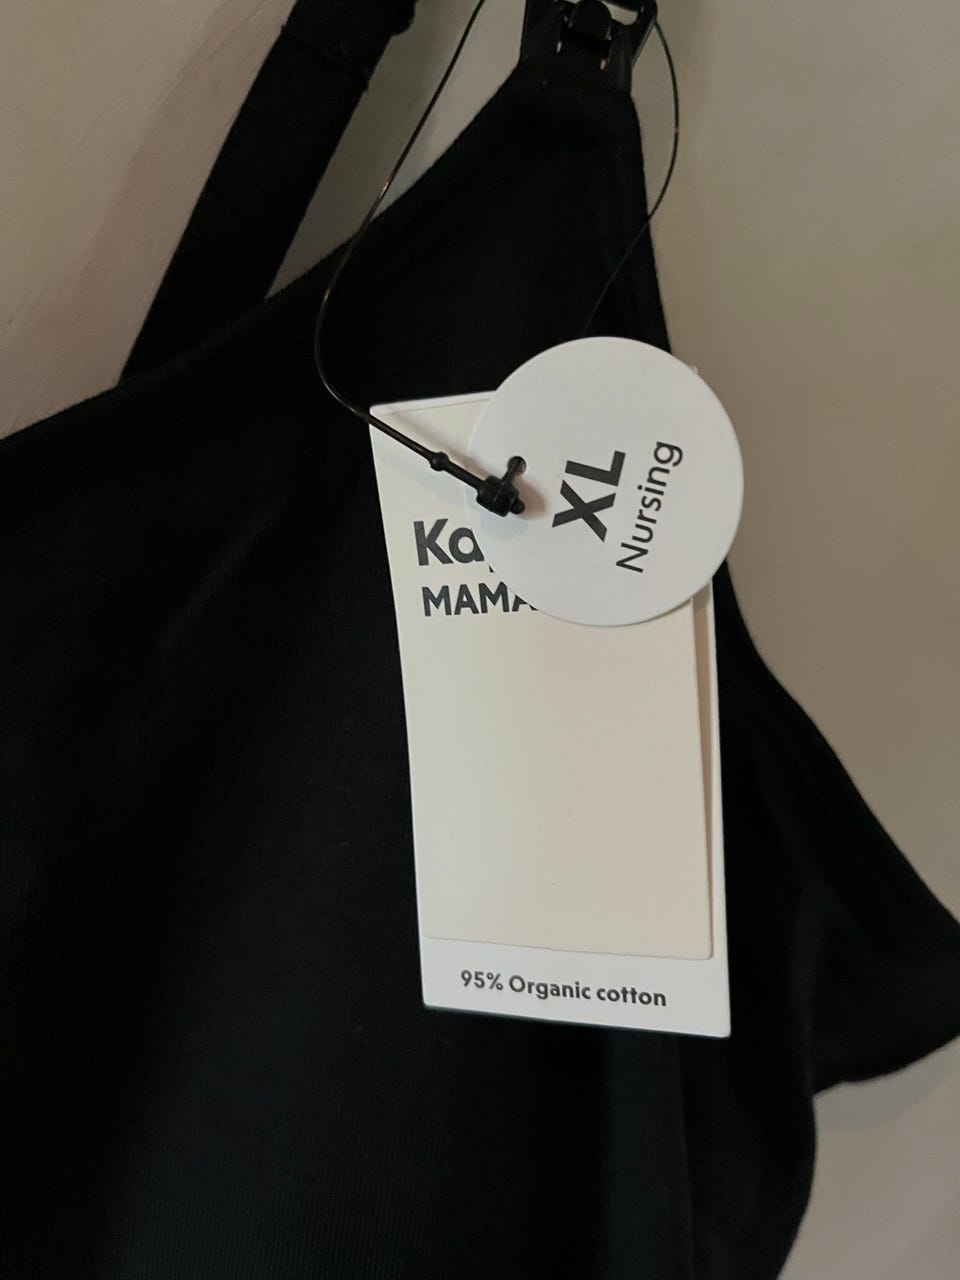 XL
Nursing
MAMA
95% Organic cotton